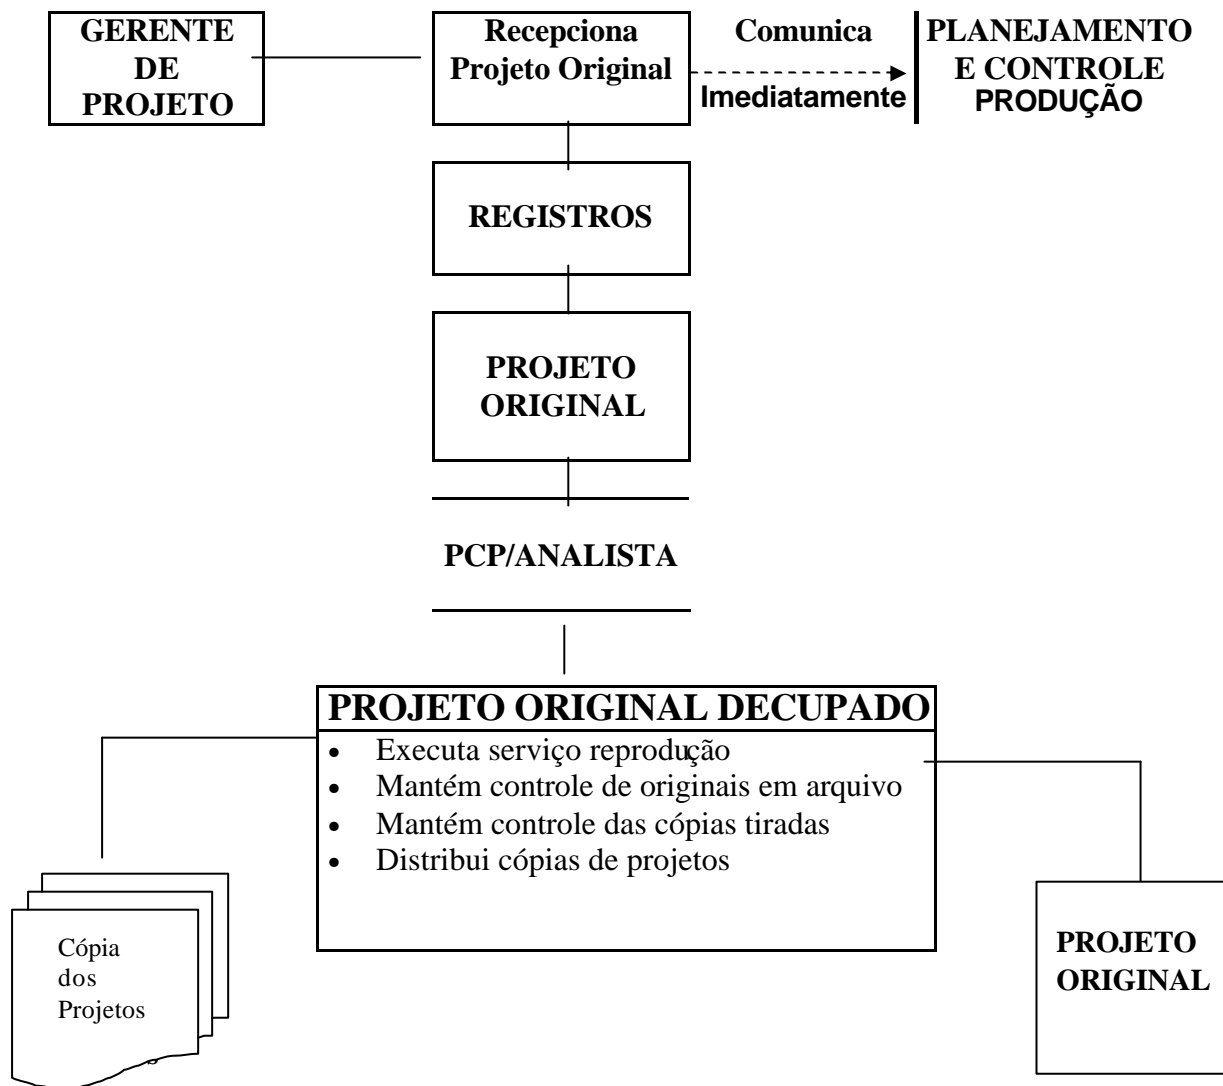 GERENTE
DE
PROJETO
Recepciona
Projeto Original
Comunica
Imediatamente
PLANEJAMENTO
E CONTROLE
PRODUÇÃO
REGISTROS
PROJETO
ORIGINAL
PCP/ANALISTA
PROJETO ORIGINAL DECUPADO
• Executa serviço reprodução
• Mantém controle de originais em arquivo
• Mantém controle das cópias tiradas
• Distribui cópias de projetos
Cópia
dos
Projetos
PROJETO
ORIGINAL